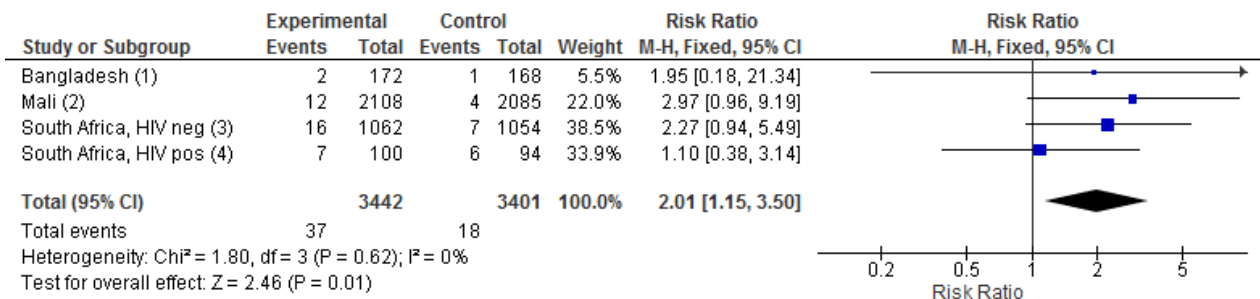 Experimental Control Risk Ratio Risk Ratio
Study or Subgroup Events Total Events Total Weight M-H, Fixed, 95% CI M-H, Fixed, 95% CI
Bangladesh (1) 2 172 1 168 5.5% 1.95 [0.18, 21.34]
Mali (2) 12 2108 4 2085 22.0% 2.97 [0.96, 9.19]
South Africa, HIV neg (3) 16 1062 7 1054 38.5% 2.27 [0.94, 5.49]
South Africa, HIV pos (4) 7 100 6 94 33.9% 1.10 [0.38, 3.14]
Total (95% CI) 3442 3401 100.0% 2.01 [1.15, 3.50]
Total events 37 18
Heterogeneity: Chi² = 1.80, df = 3 (P = 0.62); I² = 0%
Test for overall effect: Z = 2.46 (P = 0.01)
0.2 0.5 1 2 5
Risk Ratio